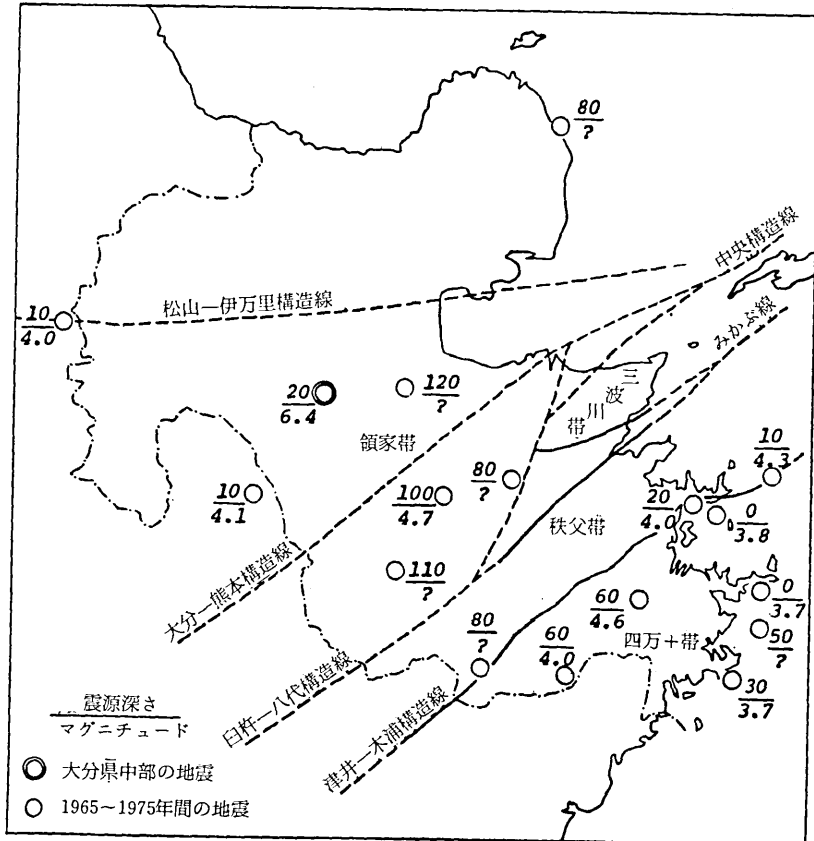 80
?
中央構造線
松山—伊万里構造線
みかぶ線
10
4.0
20
6.4
120
?
三波川帯
領家帯
10
4.1
100
4.7
80
?
10
4.3
20
4.0
0
3.8
秩父帯
大分—熊本構造線
110
?
60
4.6
0
3.7
50
?
四万十帯
80
?
60
4.0
30
3.7
臼杵—八代構造線
津井—木浦構造線
震源深さ
マグニチュード
大分県中部の地震
1965~1975年間の地震